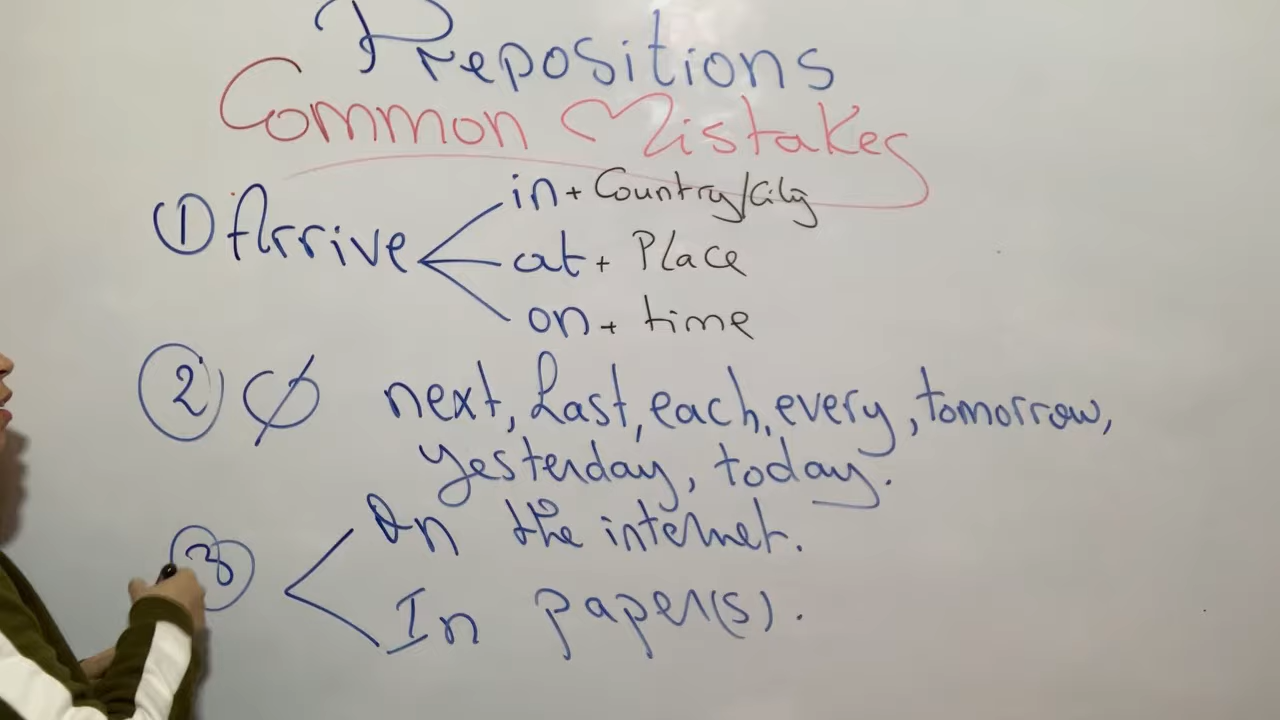 Prepositions
Common Mistakes
① Arrive
in + Country/City
at + Place
on + time
② ∅ next, Last, each, every, tomorrow,
yesterday, today.
③ On the internet.
In paper(s).